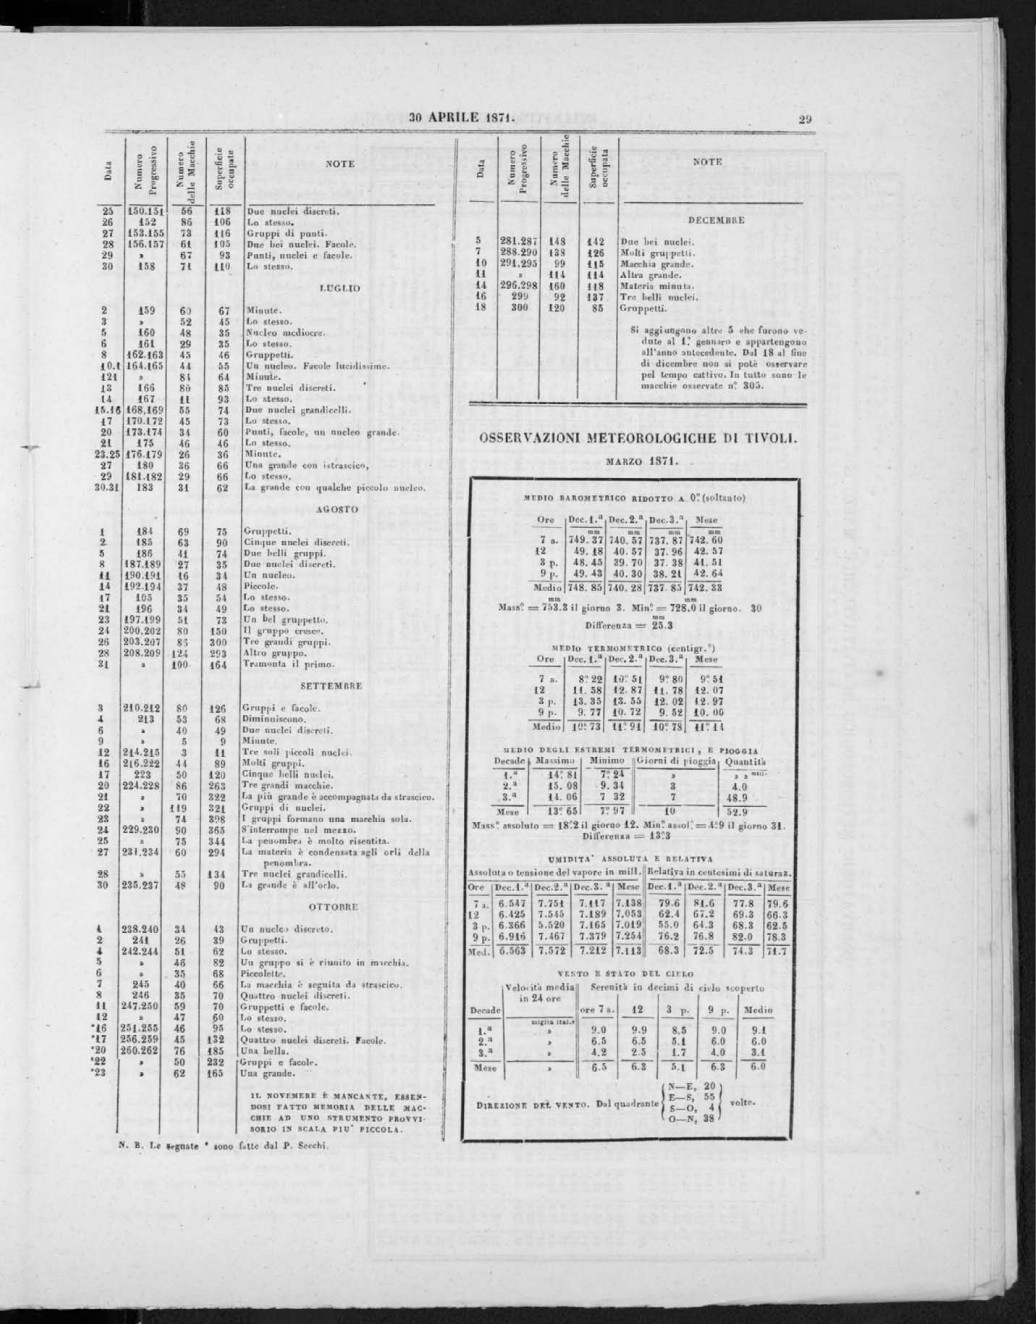 30 APRILE 1871.
29
Data | Numero Progressivo | Numero delle Macchie | Superficie occupate | NOTE
25 | 150.151 | 56 | 118 | Due nuclei discreti.
26 | 152 | 86 | 106 | Lo stesso.
27 | 153.155 | 73 | 116 | Gruppi di punti.
28 | 156.157 | 61 | 105 | Due bei nuclei. Facole.
29 | » | 67 | 93 | Punti, nuclei e facole.
30 | 158 | 71 | 110 | Lo stesso.
LUGLIO
2 | 159 | 60 | 67 | Minute.
3 | » | 52 | 45 | Lo stesso.
5 | 160 | 48 | 35 | Nucleo mediocre.
6 | 161 | 29 | 35 | Lo stesso.
8 | 162.163 | 45 | 46 | Gruppetti.
10.1 | 164.165 | 44 | 55 | Un nucleo. Facole lucidissime.
121 | » | 84 | 64 | Minute.
13 | 166 | 80 | 85 | Tre nuclei discreti.
14 | 167 | 11 | 93 | Lo stesso.
15.16 | 168.169 | 55 | 74 | Due nuclei grandicelli.
17 | 170.172 | 45 | 73 | Lo stesso.
20 | 173.174 | 34 | 60 | Punti, facole, un nucleo grande.
21 | 175 | 46 | 46 | Lo stesso.
23.25 | 176.179 | 26 | 36 | Minute.
27 | 180 | 36 | 66 | Una grande con istrascico,
29 | 181.182 | 29 | 66 | Lo stesso.
30.31 | 183 | 31 | 62 | La grande con qualche piccolo nucleo.
AGOSTO
1 | 184 | 69 | 75 | Gruppetti.
2 | 185 | 63 | 90 | Cinque nuclei discreti.
5 | 186 | 41 | 74 | Due belli gruppi.
8 | 187.189 | 27 | 35 | Due nuclei discreti.
11 | 190.191 | 16 | 34 | Un nucleo.
14 | 192.194 | 37 | 48 | Piccole.
17 | 195 | 35 | 54 | Lo stesso.
21 | 196 | 34 | 49 | Lo stesso.
23 | 197.199 | 51 | 73 | Un bel gruppetto.
24 | 200.202 | 80 | 150 | Il gruppo cresce.
26 | 203.207 | 85 | 300 | Tre grandi gruppi.
28 | 208.209 | 124 | 293 | Altro gruppo.
31 | » | 100 | 164 | Tramonta il primo.
SETTEMBRE
3 | 210.212 | 80 | 126 | Gruppi e facole.
4 | 213 | 53 | 68 | Diminuiscono.
6 | » | 40 | 49 | Due nuclei discreti.
9 | » | 5 | 9 | Minute.
12 | 214.215 | 3 | 11 | Tre soli piccoli nuclei.
16 | 216.222 | 44 | 89 | Molti gruppi.
17 | 223 | 50 | 120 | Cinque belli nuclei.
20 | 224.228 | 86 | 263 | Tre grandi macchie.
21 | » | 70 | 322 | La più grande è accompagnata da strascico.
22 | » | 119 | 321 | Gruppi di nuclei.
23 | » | 74 | 398 | I gruppi formano una macchia sola.
24 | 229.230 | 90 | 365 | S'interrompe nel mezzo.
25 | » | 75 | 344 | La penombra è molto risentita.
27 | 231.234 | 60 | 294 | La materia è condensata agli orli della
penombra.
28 | » | 55 | 134 | Tre nuclei grandicelli.
30 | 235.237 | 48 | 90 | La grande è all'orlo.
OTTOBRE
1 | 238.240 | 34 | 43 | Un nucleo discreto.
2 | 241 | 26 | 39 | Gruppetti.
4 | 242.244 | 51 | 62 | Lo stesso.
5 | » | 46 | 82 | Un gruppo si è riunito in macchia.
6 | » | 35 | 68 | Piccolette.
7 | 245 | 40 | 66 | La macchia è seguita da strascico.
8 | 246 | 35 | 70 | Quattro nuclei discreti.
11 | 247.250 | 59 | 70 | Gruppetti e facole.
12 | » | 47 | 60 | Lo stesso.
*16 | 251.255 | 46 | 95 | Lo stesso.
*17 | 256.259 | 45 | 132 | Quattro nuclei discreti. Facole.
*20 | 260.262 | 76 | 185 | Una bella.
*22 | » | 50 | 232 | Gruppi e facole.
*23 | » | 62 | 165 | Una grande.
IL NOVEMBRE È MANCANTE, ESSEN-
DOSI FATTO MEMORIA DELLE MAC-
CHIE AD UNO STRUMENTO PROVVI-
SORIO IN SCALA PIU' PICCOLA.
N. B. Le segnate * sono fatte dal P. Secchi.
Data | Numero Progressivo | Numero delle Macchie | Superficie occupata | NOTE
DECEMBRE
5 | 281.287 | 148 | 142 | Due bei nuclei.
7 | 288.290 | 138 | 126 | Molti gruppetti.
10 | 291.295 | 99 | 115 | Macchia grande.
11 | » | 114 | 114 | Altra grande.
14 | 296.298 | 160 | 118 | Materia minuta.
16 | 299 | 92 | 137 | Tre belli nuclei.
18 | 300 | 120 | 85 | Gruppetti.
Si aggiungono altre 5 che furono ve-
dute al 1.° gennaro e appartengono
all'anno antecedente. Dal 18 al fine
di dicembre non si potè osservare
pel tempo cattivo. In tutto sono le
macchie osservate n.° 305.
OSSERVAZIONI METEOROLOGICHE DI TIVOLI.
MARZO 1871.
MEDIO BAROMETRICO RIDOTTO A 0.° (soltanto)
Ore | Dec. 1.ª | Dec. 2.ª | Dec. 3.ª | Mese
mm | mm | mm | mm
7 a. | 749. 37 | 740. 57 | 737. 87 | 742. 60
12 | 49. 18 | 40. 57 | 37. 96 | 42. 57
3 p. | 48. 45 | 39. 70 | 37. 38 | 41. 51
9 p. | 49. 43 | 40. 30 | 38. 21 | 42. 64
Medio | 748. 85 | 740. 28 | 737. 85 | 742. 33
mm mm
Mass.° = 753.3 il giorno 3. Min.° = 728.0 il giorno. 30
mm
Differenza = 25.3
MEDIO TERMOMETRICO (centigr.°)
Ore | Dec. 1.ª | Dec. 2.ª | Dec. 3.ª | Mese
7 a. | 8.° 22 | 10.° 51 | 9.° 80 | 9.° 51
12 | 11. 58 | 12. 87 | 11. 78 | 12. 07
3 p. | 13. 35 | 13. 55 | 12. 02 | 12. 97
9 p. | 9. 77 | 10. 72 | 9. 52 | 10. 00
Medio | 10.° 73 | 11.° 91 | 10.° 78 | 11.° 14
MEDIO DEGLI ESTREMI TERMOMETRICI, E PIOGGIA
Decade | Massimo | Minimo | Giorni di pioggia | Quantità
1.ª | 14.° 81 | 7.° 24 | » | » » mill.
2.ª | 15. 08 | 9. 34 | 3 | 4.0
3.ª | 14. 06 | 7 32 | 7 | 48.9
Mese | 13.° 65 | 7.° 97 | 10 | 52.9
Mass.° assoluto = 18.°2 il giorno 12. Min.° assol.° = 4.°9 il giorno 31.
Differenza = 13.°3
UMIDITA' ASSOLUTA E RELATIVA
Assoluta o tensione del vapore in mill. | Relativa in centesimi di saturaz.
Ore | Dec. 1.ª | Dec. 2.ª | Dec. 3.ª | Mese | Dec. 1.ª | Dec. 2.ª | Dec. 3.ª | Mese
7 a. | 6.547 | 7.751 | 7.117 | 7.138 | 79.6 | 81.6 | 77.8 | 79.6
12 | 6.425 | 7.545 | 7.189 | 7.053 | 62.4 | 67.2 | 69.3 | 66.3
3 p. | 6.366 | 5.520 | 7.165 | 7.019 | 55.0 | 64.3 | 68.3 | 62.5
9 p. | 6.916 | 7.467 | 7.379 | 7.254 | 76.2 | 76.8 | 82.0 | 78.3
Med. | 6.563 | 7.572 | 7.212 | 7.113 | 68.3 | 72.5 | 74.3 | 71.7
VENTO E STATO DEL CIELO
Decade | Velocità media in 24 ore | Serenità in decimi di cielo scoperto
ore 7 a. | 12 | 3 p. | 9 p. | Medio
miglia ital.e
1.ª | » | 9.0 | 9.9 | 8.5 | 9.0 | 9.1
2.ª | » | 6.5 | 6.5 | 5.1 | 6.0 | 6.0
3.ª | » | 4.2 | 2.5 | 1.7 | 4.0 | 3.1
Mese | » | 6.5 | 6.3 | 5.1 | 6.3 | 6.0
DIREZIONE DEL VENTO. Dal quadrante
N—E, 20
E—S, 55
S—O, 4
O—N, 38
volte.